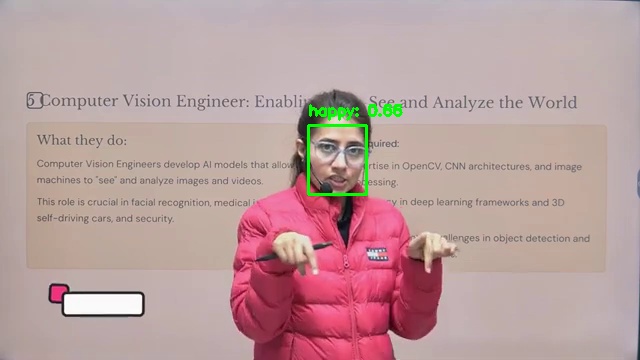 5 Computer Vision Engineer: Enabli See and Analyze the World
happy: 0.66
What they do:
Computer Vision Engineers develop AI models that allow
machines to "see" and analyze images and videos.
This role is crucial in facial recognition, medical
self-driving cars, and security.
quired:
rtise in OpenCV, CNN architectures, and image
essing.
cy in deep learning frameworks and 3D
challenges in object detection and